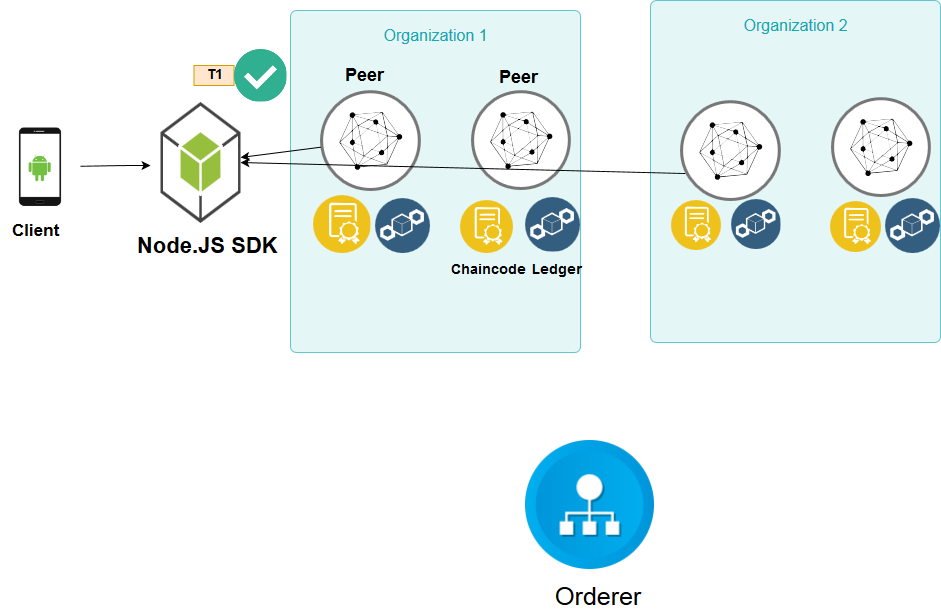 Organization 1
Organization 2
T1
Peer
Peer
Client
Node.JS SDK
Chaincode Ledger
Orderer